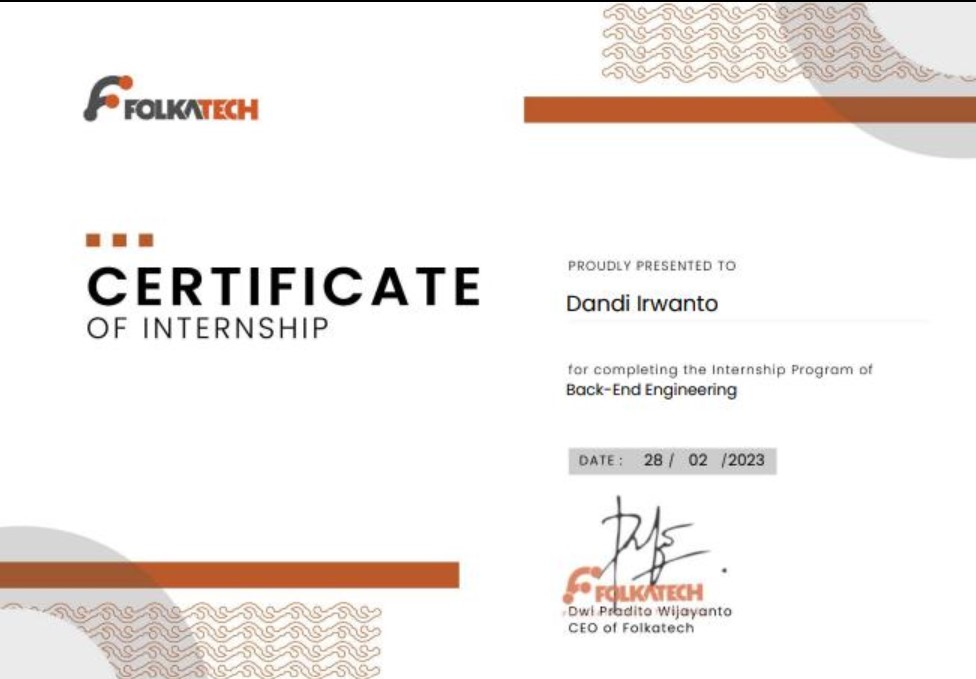 FOLKATECH
CERTIFICATE
OF INTERNSHIP
PROUDLY PRESENTED TO
Dandi Irwanto
for completing the Internship Program of
Back-End Engineering
DATE : 28 / 02 /2023
FOLKATECH
Dwi Pradito Wijayanto
CEO of Folkatech